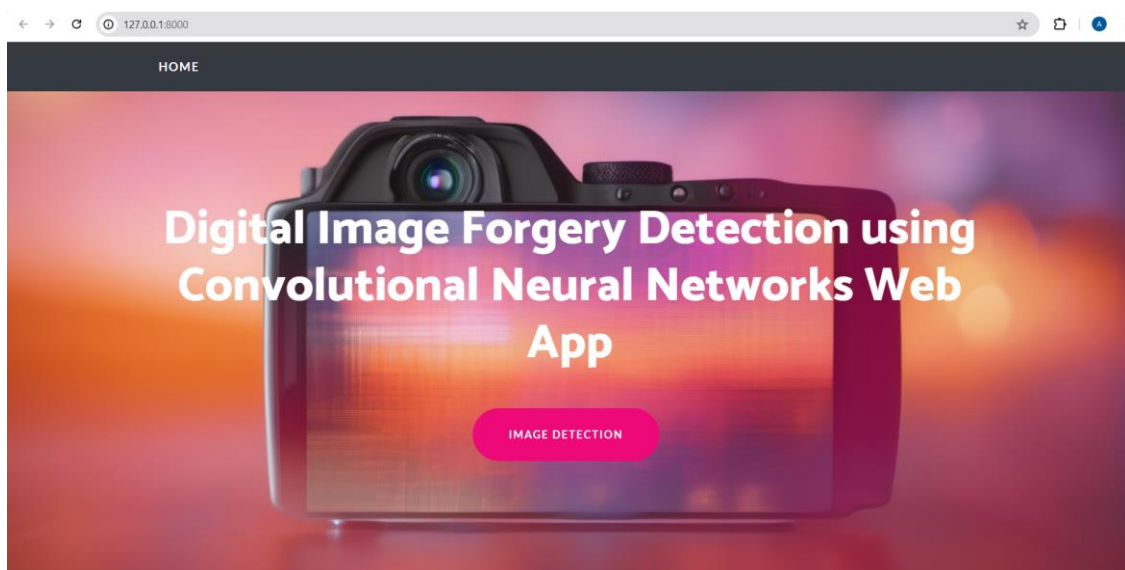 127.0.0.1:8000
A
HOME
Digital Image Forgery Detection using
Convolutional Neural Networks Web
App
IMAGE DETECTION